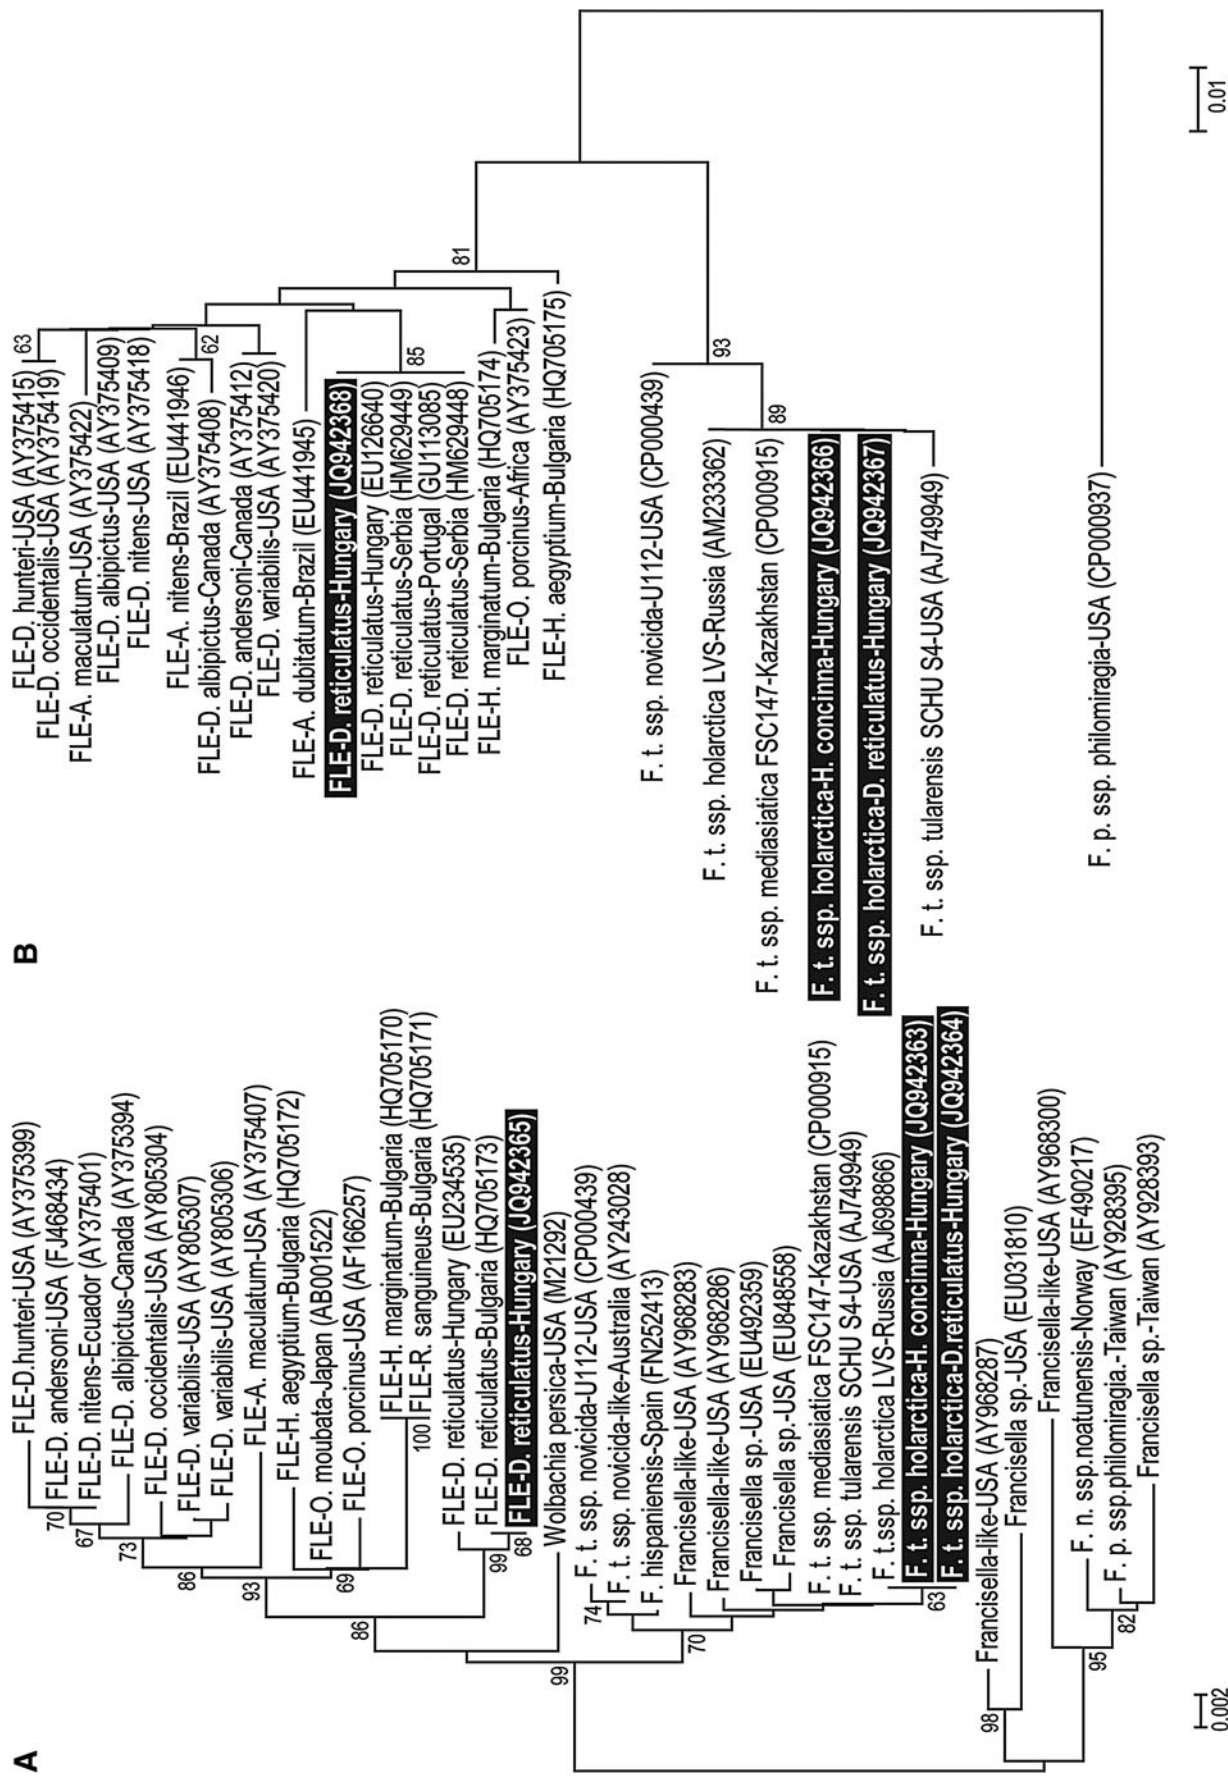 A
FLE-D.hunteri-USA (AY375399)
70
FLE-D. andersoni-USA (FJ468434)
67
FLE-D. nitens-Ecuador (AY375401)
FLE-D. albipictus-Canada (AY375394)
73
FLE-D. occidentalis-USA (AY805304)
FLE-D. variabilis-USA (AY805307)
86
FLE-D. variabilis-USA (AY805306)
93
FLE-A. maculatum-USA (AY375407)
FLE-H. aegyptium-Bulgaria (HQ705172)
FLE-O. moubata-Japan (AB001522)
69
FLE-O. porcinus-USA (AF166257)
86
FLE-H. marginatum-Bulgaria (HQ705170)
100
FLE-R. sanguineus-Bulgaria (HQ705171)
FLE-D. reticulatus-Hungary (EU234535)
FLE-D. reticulatus-Bulgaria (HQ705173)
99
68
FLE-D. reticulatus-Hungary (JQ942365)
Wolbachia persica-USA (M21292)
99
F. t. ssp. novicida-U112-USA (CP000439)
74
F. t. ssp. novicida-like-Australia (AY243028)
F. hispaniensis-Spain (FN252413)
Francisella-like-USA (AY968283)
70
Francisella-like-USA (AY968286)
Francisella sp.-USA (EU492359)
Francisella sp.-USA (EU848558)
F. t. ssp. mediasiatica FSC147-Kazakhstan (CP000915)
F. t. ssp. tularensis SCHU S4-USA (AJ749949)
F. t.ssp. holarctica LVS-Russia (AJ698866)
F. t. ssp. holarctica-H. concinna-Hungary (JQ942363)
63
F. t. ssp. holarctica-D.reticulatus-Hungary (JQ942364)
Francisella-like-USA (AY968287)
98
Francisella sp.-USA (EU031810)
Francisella-like-USA (AY968300)
95
F. n. ssp.noatunensis-Norway (EF490217)
82
F. p. ssp.philomiragia.-Taiwan (AY928395)
Francisella sp.-Taiwan (AY928393)
0.002
B
FLE-D. hunteri-USA (AY375415)
63
FLE-D. occidentalis-USA (AY375419)
FLE-A. maculatum-USA (AY375422)
FLE-D. albipictus-USA (AY375409)
FLE-D. nitens-USA (AY375418)
FLE-A. nitens-Brazil (EU441946)
62
FLE-D. albipictus-Canada (AY375408)
FLE-D. andersoni-Canada (AY375412)
FLE-D. variabilis-USA (AY375420)
FLE-A. dubitatum-Brazil (EU441945)
FLE-D. reticulatus-Hungary (JQ942368)
FLE-D. reticulatus-Hungary (EU126640)
85
FLE-D. reticulatus-Serbia (HM629449)
FLE-D. reticulatus-Portugal (GU113085)
FLE-D. reticulatus-Serbia (HM629448)
81
FLE-H. marginatum-Bulgaria (HQ705174)
FLE-O. porcinus-Africa (AY375423)
FLE-H. aegyptium-Bulgaria (HQ705175)
F. t. ssp. novicida-U112-USA (CP000439)
93
F. t. ssp. holarctica LVS-Russia (AM233362)
F. t. ssp. mediasiatica FSC147-Kazakhstan (CP000915)
89
F. t. ssp. holarctica-H. concinna-Hungary (JQ942366)
F. t. ssp. holarctica-D. reticulatus-Hungary (JQ942367)
F. t. ssp. tularensis SCHU S4-USA (AJ749949)
F. p. ssp. philomiragia-USA (CP000937)
0.01